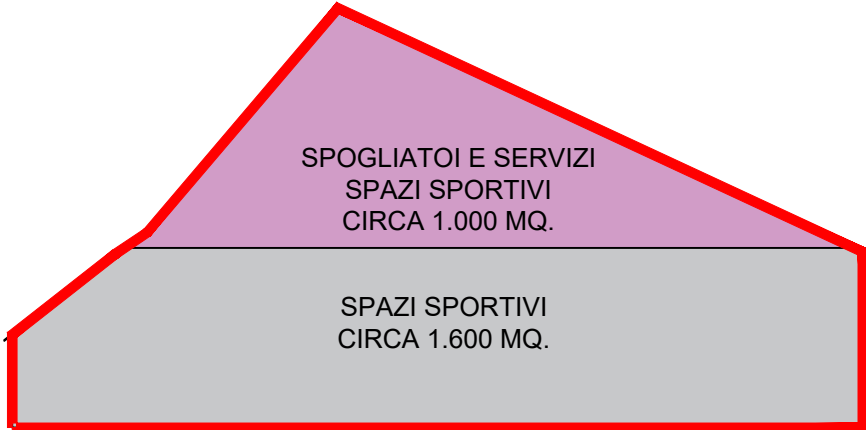 SPOGLIATOI E SERVIZI
SPAZI SPORTIVI
CIRCA 1.000 MQ.
SPAZI SPORTIVI
CIRCA 1.600 MQ.